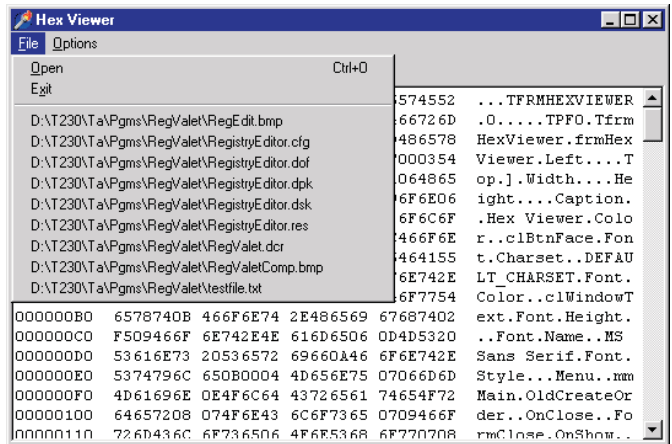 Hex Viewer
File Options
Open Ctrl+O
Exit
D:\T230\Ta\Pgms\RegValet\RegEdit.bmp
D:\T230\Ta\Pgms\RegValet\RegistryEditor.cfg
D:\T230\Ta\Pgms\RegValet\RegistryEditor.dof
D:\T230\Ta\Pgms\RegValet\RegistryEditor.dpk
D:\T230\Ta\Pgms\RegValet\RegistryEditor.dsk
D:\T230\Ta\Pgms\RegValet\RegistryEditor.res
D:\T230\Ta\Pgms\RegValet\RegValet.dcr
D:\T230\Ta\Pgms\RegValet\RegValetComp.bmp
D:\T230\Ta\Pgms\RegValet\testfile.txt
5574552 ...TFRMHEXVIEWER
66726D .0.....TPF0.Tfrm
486578 HexViewer.frmHex
000354 Viewer.Left....T
064865 op.].Width....He
6F6E06 ight....Caption.
6F6C6F .Hex Viewer.Colo
466F6E r..clBtnFace.Fon
464155 t.Charset..DEFAU
6E742E LT_CHARSET.Font.
6F7754 Color..clWindowT
000000B0 6578740B 466F6E74 2E486569 67687402 ext.Font.Height.
000000C0 F509466F 6E742E4E 616D6506 0D4D5320 ..Font.Name..MS
000000D0 53616E73 20536572 69660A46 6F6E742E Sans Serif.Font.
000000E0 5374796C 650B0004 4D656E75 07066D6D Style...Menu..mm
000000F0 4D61696E 0E4F6C64 43726561 74654F72 Main.OldCreateOr
00000100 64657208 074F6E43 6C6F7365 0709466F der..OnClose..Fo
00000110 726D436C 6F736506 4F6E5368 6F770708 rmClose.OnShow..